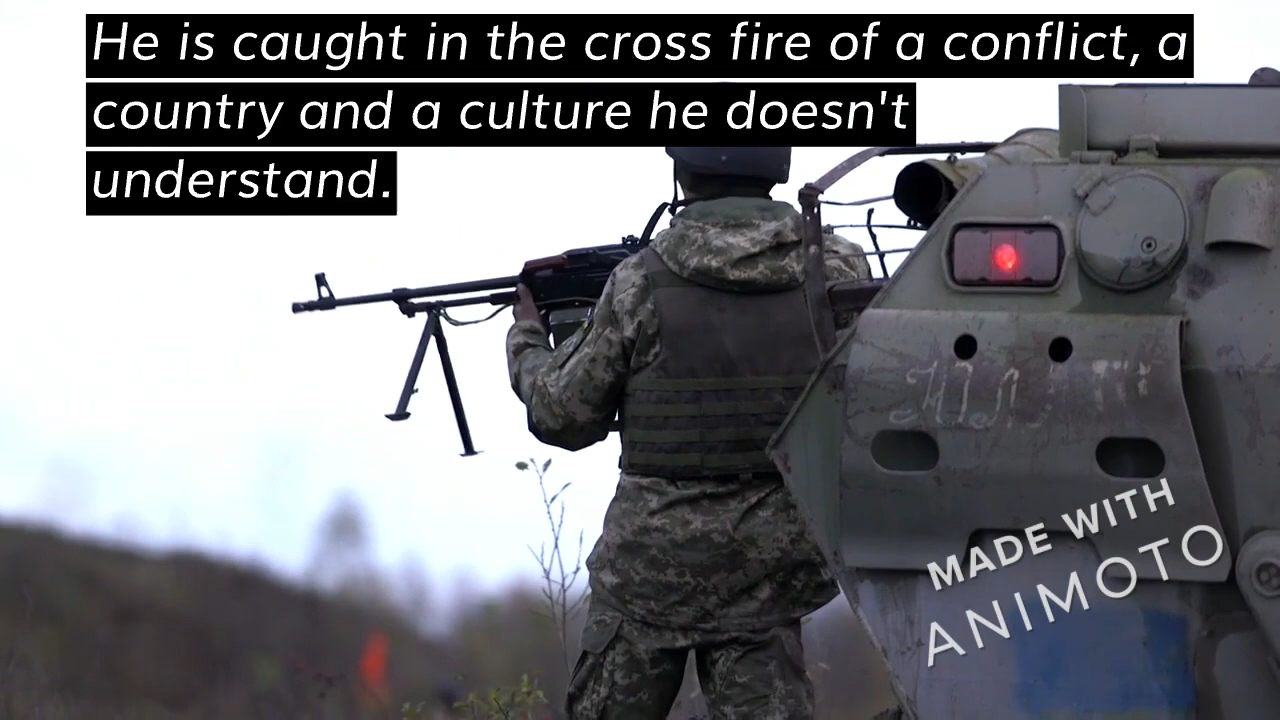 He is caught in the cross fire of a conflict, a
country and a culture he doesn't
understand.
MADE WITH
ANIMOTO